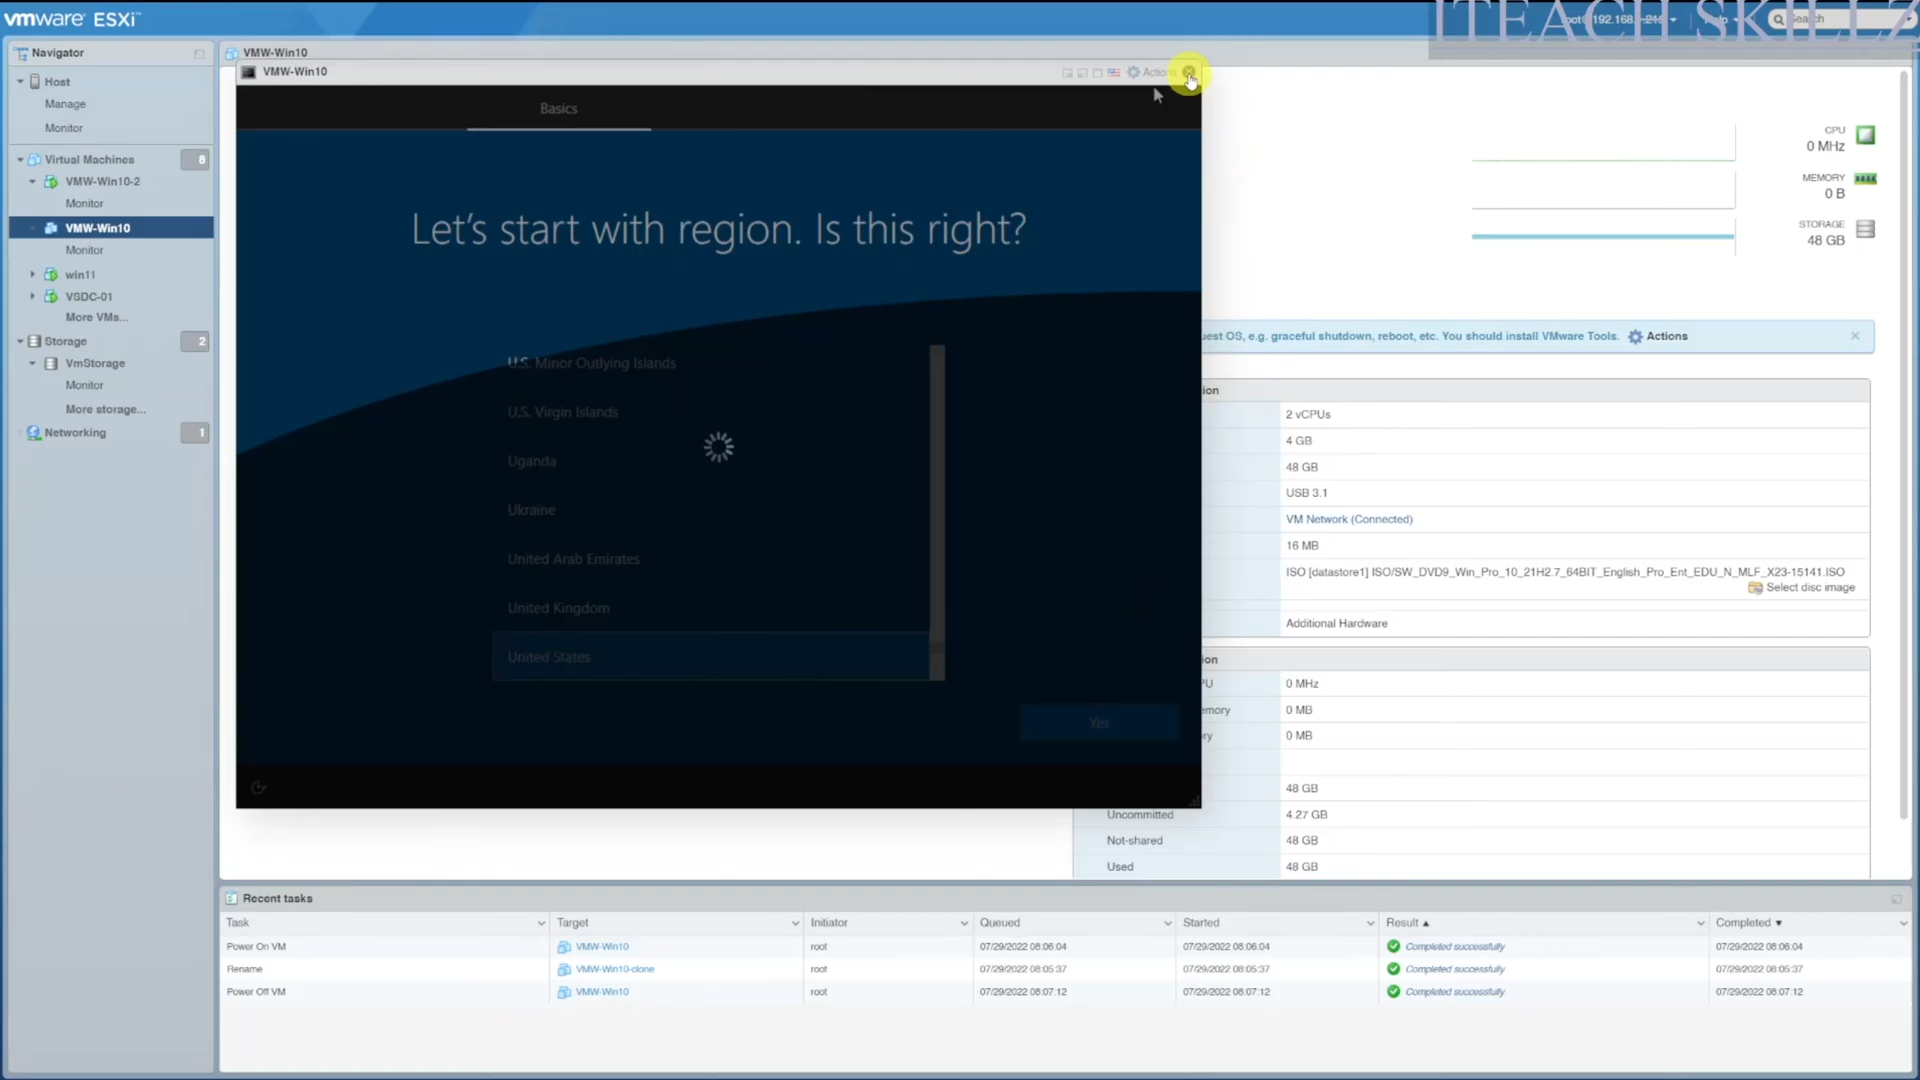 vmware ESXi
root@192.168.
Help
Search
ITEACH SKILLZ
Navigator
VMW-Win10
Host
Manage
Monitor
Virtual Machines 8
VMW-Win10-2
Monitor
VMW-Win10
Monitor
win11
VSDC-01
More VMs...
Storage 2
VmStorage
Monitor
More storage...
Networking 1
VMW-Win10
Actions
Basics
Let's start with region. Is this right?
U.S. Minor Outlying Islands
U.S. Virgin Islands
Uganda
Ukraine
United Arab Emirates
United Kingdom
United States
Yes
CPU
0 MHz
MEMORY
0 B
STORAGE
48 GB
uest OS, e.g. graceful shutdown, reboot, etc. You should install VMware Tools. Actions
ion
2 vCPUs
4 GB
48 GB
USB 3.1
VM Network (Connected)
16 MB
ISO [datastore1] ISO/SW_DVD9_Win_Pro_10_21H2.7_64BIT_English_Pro_Ent_EDU_N_MLF_X23-15141.ISO
Select disc image
Additional Hardware
ion
PU 0 MHz
emory 0 MB
ry 0 MB
48 GB
Uncommitted 4.27 GB
Not-shared 48 GB
Used 48 GB
Recent tasks
Task Target Initiator Queued Started Result Completed
Power On VM VMW-Win10 root 07/29/2022 08:06:04 07/29/2022 08:06:04 Completed successfully 07/29/2022 08:06:04
Rename VMW-Win10-clone root 07/29/2022 08:05:37 07/29/2022 08:05:37 Completed successfully 07/29/2022 08:05:37
Power Off VM VMW-Win10 root 07/29/2022 08:07:12 07/29/2022 08:07:12 Completed successfully 07/29/2022 08:07:12